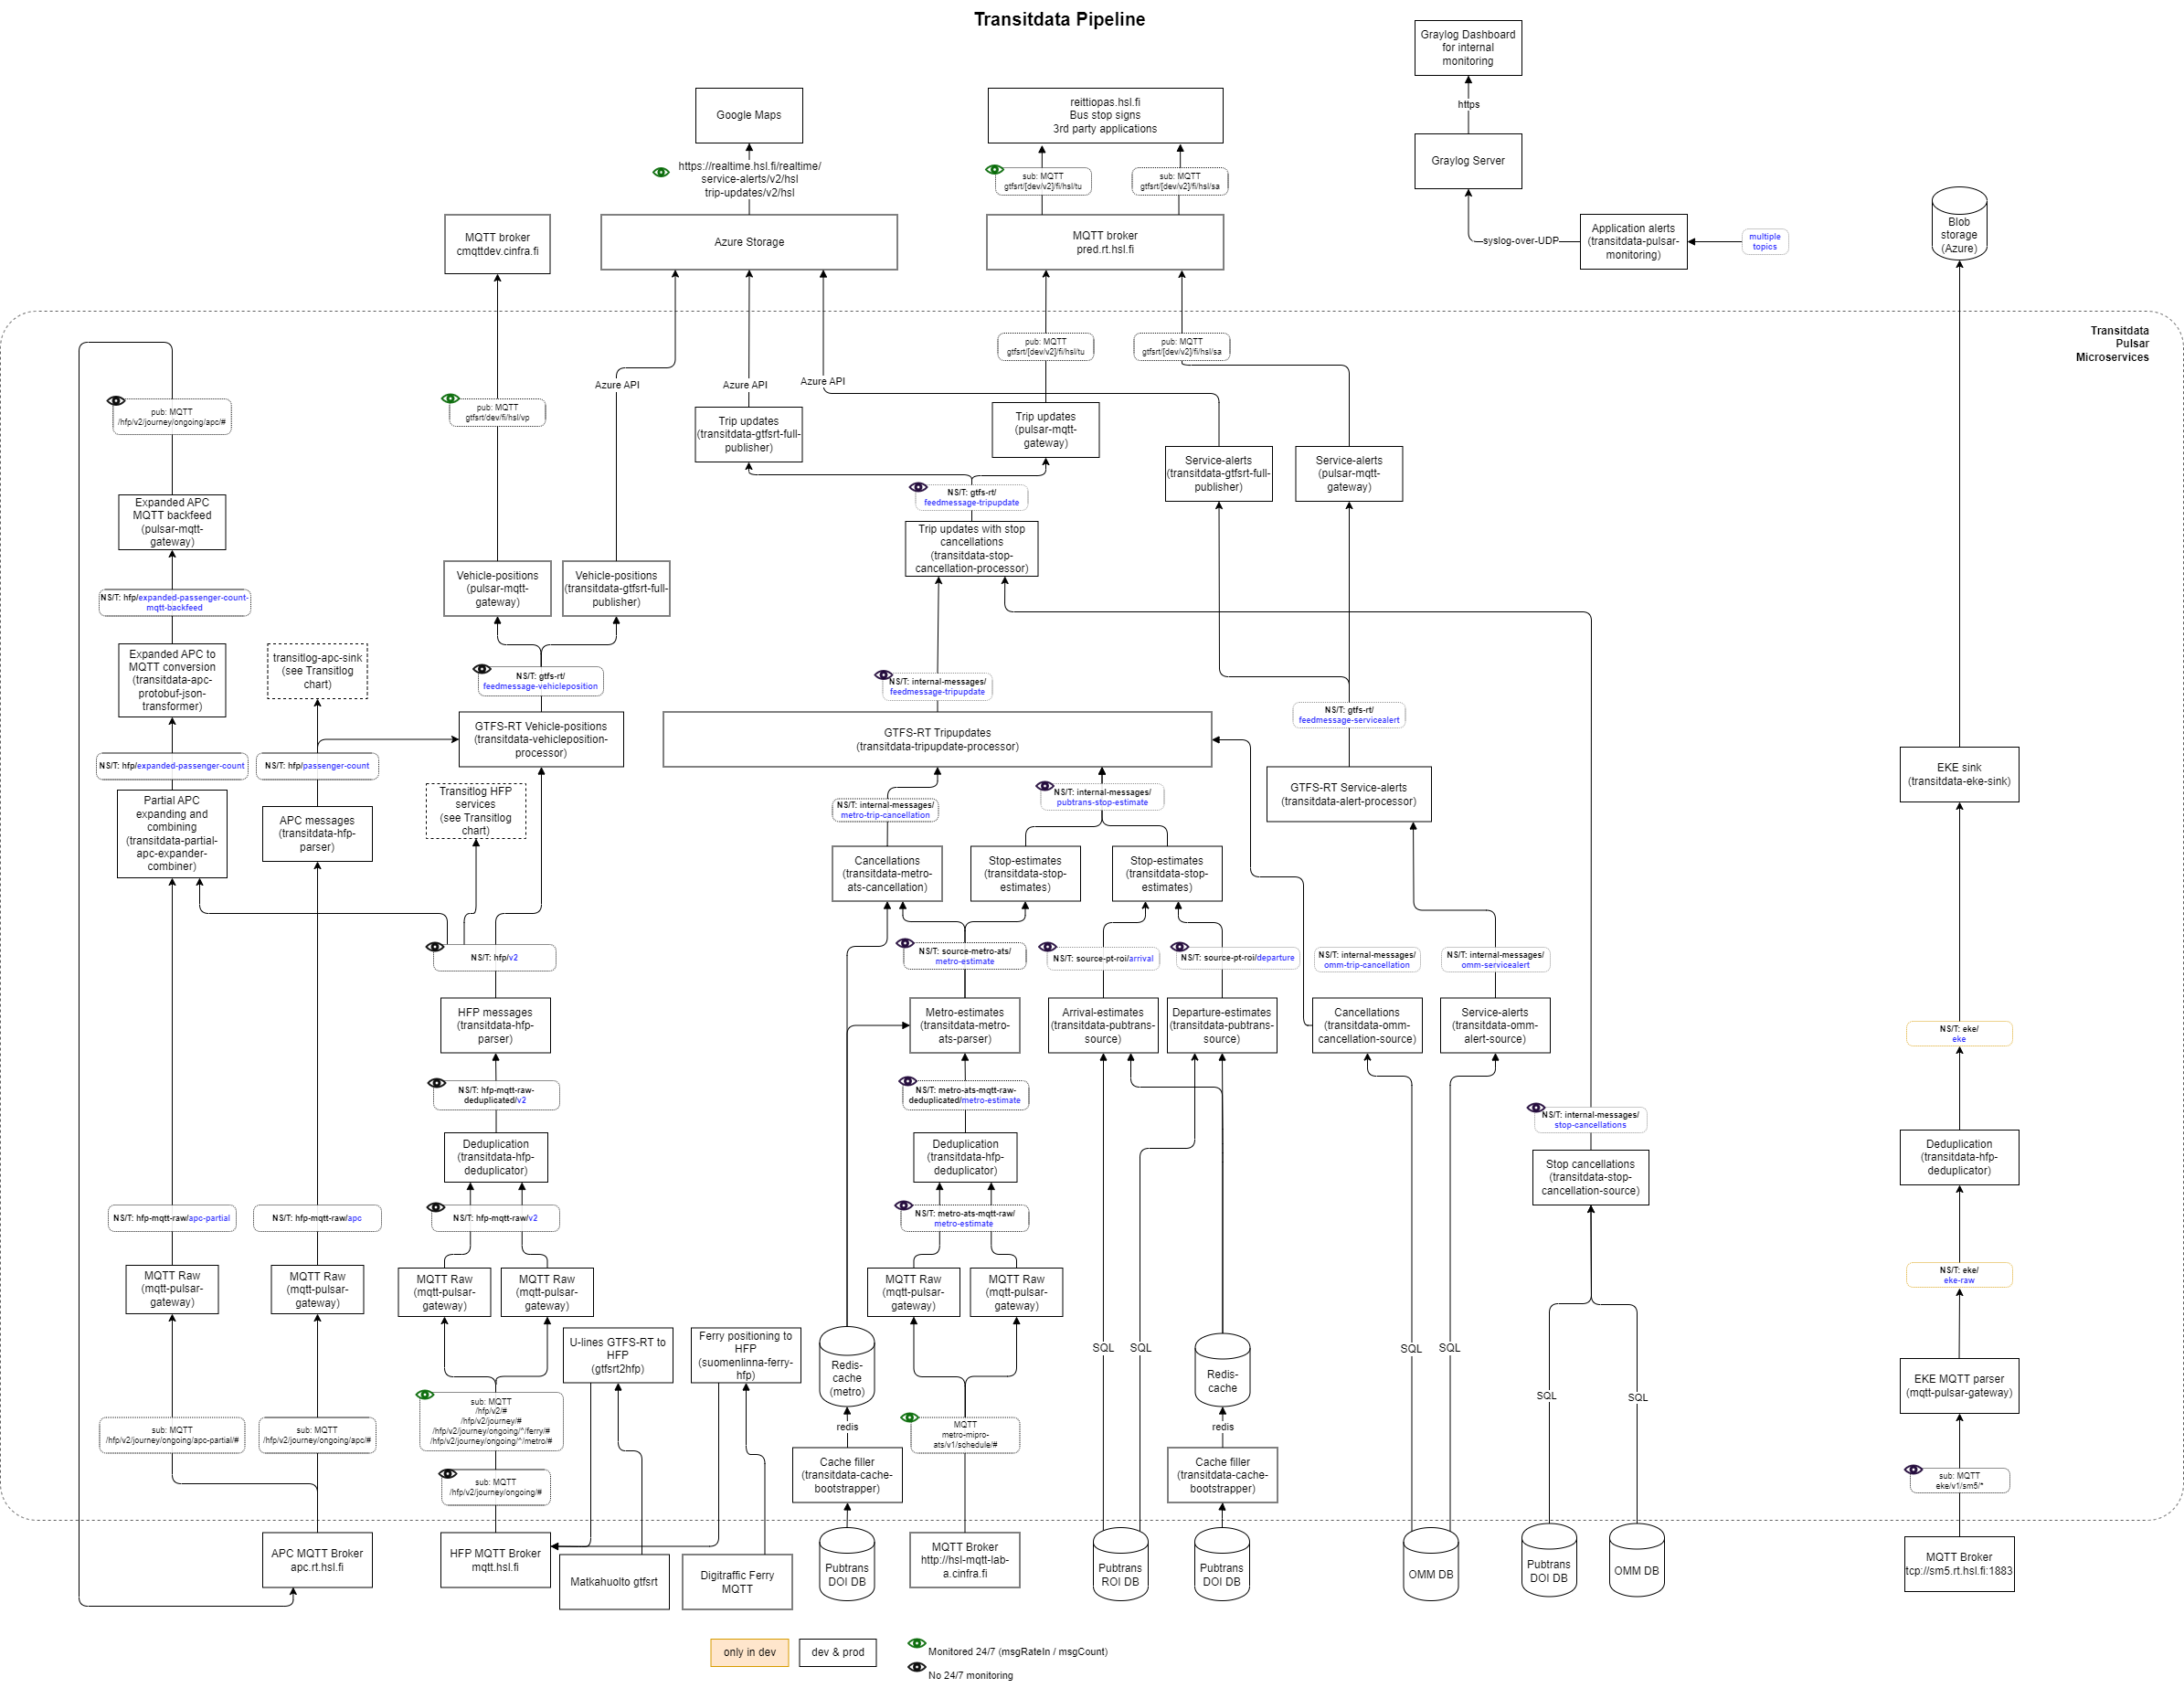 Transitdata Pipeline
Graylog Dashboard
for internal
monitoring
https
Graylog Server
syslog-over-UDP
Application alerts
(transitdata-pulsar-
monitoring)
multiple
topics
Google Maps
https://realtime.hsl.fi/realtime/
service-alerts/v2/hsl
trip-updates/v2/hsl
Azure Storage
reittiopas.hsl.fi
Bus stop signs
3rd party applications
sub: MQTT
gtfsrt/[dev/v2]/fi/hsl/tu
sub: MQTT
gtfsrt/[dev/v2]/fi/hsl/sa
MQTT broker
pred.rt.hsl.fi
MQTT broker
cmqttdev.cinfra.fi
Blob
storage
(Azure)
Transitdata
Pulsar
Microservices
pub: MQTT
gtfsrt/[dev/v2]/fi/hsl/tu
pub: MQTT
gtfsrt/[dev/v2]/fi/hsl/sa
Azure API
Azure API
Azure API
pub: MQTT
/hfp/v2/journey/ongoing/apc/#
pub: MQTT
gtfsrt/dev/fi/hsl/vp
Trip updates
(transitdata-gtfsrt-full-
publisher)
Trip updates
(pulsar-mqtt-
gateway)
Service-alerts
(transitdata-gtfsrt-full-
publisher)
Service-alerts
(pulsar-mqtt-
gateway)
NS/T: gtfs-rt/
feedmessage-tripupdate
Expanded APC
MQTT backfeed
(pulsar-mqtt-
gateway)
Trip updates with stop
cancellations
(transitdata-stop-
cancellation-processor)
Vehicle-positions
(pulsar-mqtt-
gateway)
Vehicle-positions
(transitdata-gtfsrt-full-
publisher)
NS/T: hfp/expanded-passenger-count-
mqtt-backfeed
Expanded APC to
MQTT conversion
(transitdata-apc-
protobuf-json-
transformer)
transitlog-apc-sink
(see Transitlog
chart)
NS/T: gtfs-rt/
feedmessage-vehicleposition
NS/T: internal-messages/
feedmessage-tripupdate
NS/T: gtfs-rt/
feedmessage-servicealert
GTFS-RT Vehicle-positions
(transitdata-vehicleposition-
processor)
GTFS-RT Tripupdates
(transitdata-tripupdate-processor)
NS/T: hfp/expanded-passenger-count
NS/T: hfp/passenger-count
GTFS-RT Service-alerts
(transitdata-alert-processor)
EKE sink
(transitdata-eke-sink)
Partial APC
expanding and
combining
(transitdata-partial-
apc-expander-
combiner)
APC messages
(transitdata-hfp-
parser)
Transitlog HFP
services
(see Transitlog
chart)
NS/T: internal-messages/
metro-trip-cancellation
NS/T: internal-messages/
pubtrans-stop-estimate
Cancellations
(transitdata-metro-
ats-cancellation)
Stop-estimates
(transitdata-stop-
estimates)
Stop-estimates
(transitdata-stop-
estimates)
NS/T: hfp/v2
NS/T: source-metro-ats/
metro-estimate
NS/T: source-pt-roi/arrival
NS/T: source-pt-roi/departure
NS/T: internal-messages/
omm-trip-cancellation
NS/T: internal-messages/
omm-servicealert
HFP messages
(transitdata-hfp-
parser)
Metro-estimates
(transitdata-metro-
ats-parser)
Arrival-estimates
(transitdata-pubtrans-
source)
Departure-estimates
(transitdata-pubtrans-
source)
Cancellations
(transitdata-omm-
cancellation-source)
Service-alerts
(transitdata-omm-
alert-source)
NS/T: eke/
eke
NS/T: hfp-mqtt-raw-
deduplicated/v2
NS/T: metro-ats-mqtt-raw-
deduplicated/metro-estimate
NS/T: internal-messages/
stop-cancellations
Deduplication
(transitdata-hfp-
deduplicator)
Deduplication
(transitdata-hfp-
deduplicator)
Stop cancellations
(transitdata-stop-
cancellation-source)
Deduplication
(transitdata-hfp-
deduplicator)
NS/T: hfp-mqtt-raw/apc-partial
NS/T: hfp-mqtt-raw/apc
NS/T: hfp-mqtt-raw/v2
NS/T: metro-ats-mqtt-raw/
metro-estimate
NS/T: eke/
eke-raw
MQTT Raw
(mqtt-pulsar-
gateway)
MQTT Raw
(mqtt-pulsar-
gateway)
MQTT Raw
(mqtt-pulsar-
gateway)
MQTT Raw
(mqtt-pulsar-
gateway)
MQTT Raw
(mqtt-pulsar-
gateway)
MQTT Raw
(mqtt-pulsar-
gateway)
U-lines GTFS-RT to
HFP
(gtfsrt2hfp)
Ferry positioning to
HFP
(suomenlinna-ferry-
hfp)
Redis-
cache
(metro)
Redis-
cache
SQL
SQL
SQL
SQL
SQL
SQL
EKE MQTT parser
(mqtt-pulsar-gateway)
sub: MQTT
/hfp/v2/journey/ongoing/apc-partial/#
sub: MQTT
/hfp/v2/journey/ongoing/apc/#
sub: MQTT
/hfp/v2/#
/hfp/v2/journey/#
/hfp/v2/journey/ongoing/*/ferry/#
/hfp/v2/journey/ongoing/*/metro/#
redis
MQTT
metro-mipro-
ats/v1/schedule/#
redis
sub: MQTT
/hfp/v2/journey/ongoing/#
Cache filler
(transitdata-cache-
bootstrapper)
Cache filler
(transitdata-cache-
bootstrapper)
sub: MQTT
eke/v1/sm5/*
APC MQTT Broker
apc.rt.hsl.fi
HFP MQTT Broker
mqtt.hsl.fi
Matkahuolto gtfsrt
Digitraffic Ferry
MQTT
Pubtrans
DOI DB
MQTT Broker
http://hsl-mqtt-lab-
a.cinfra.fi
Pubtrans
ROI DB
Pubtrans
DOI DB
OMM DB
Pubtrans
DOI DB
OMM DB
MQTT Broker
tcp://sm5.rt.hsl.fi:1883
only in dev
dev & prod
Monitored 24/7 (msgRateIn / msgCount)
No 24/7 monitoring